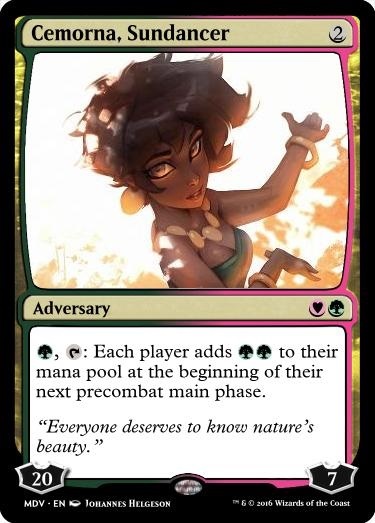 Cemorna, Sundancer 2
Adversary
, : Each player adds to their
mana pool at the beginning of their
next precombat main phase.
“Everyone deserves to know nature’s
beauty.”
20 7
MDV · EN Johannes Helgeson ™ & © 2016 Wizards of the Coast